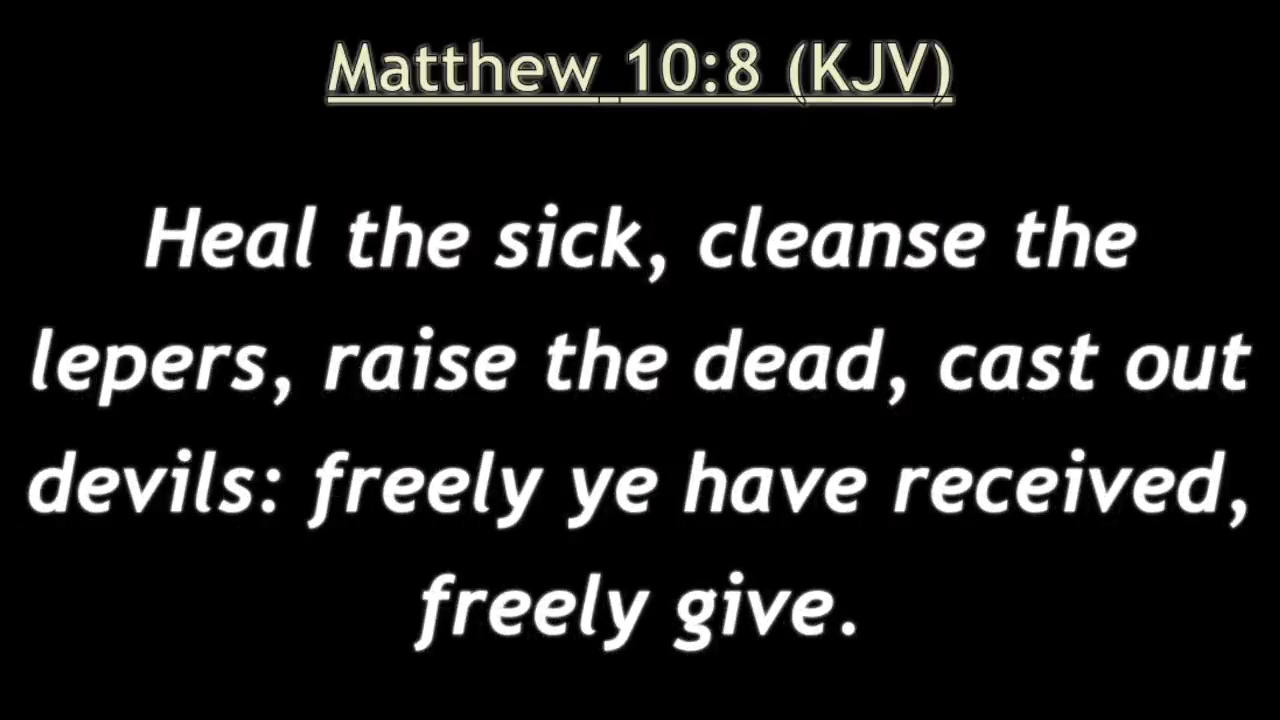 Matthew 10:8 (KJV)
Heal the sick, cleanse the
lepers, raise the dead, cast out
devils: freely ye have received,
freely give.